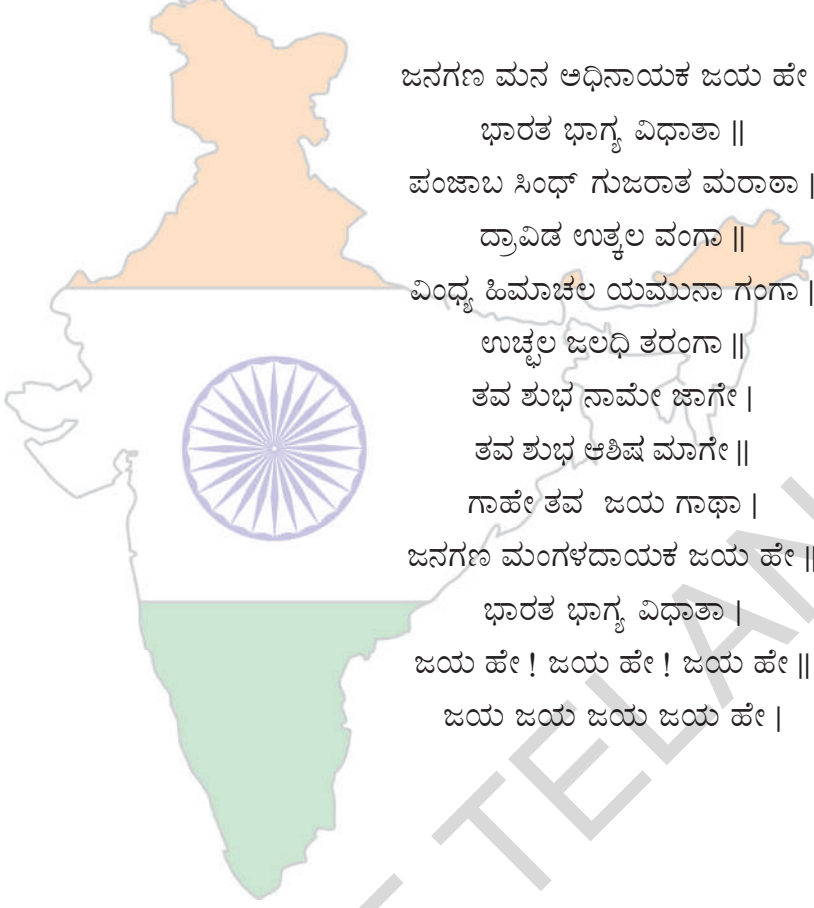 ಜನಗಣ ಮನ ಅಧಿನಾಯಕ ಜಯ ಹೇ
ಭಾರತ ಭಾಗ್ಯ ವಿಧಾತಾ ||
ಪಂಜಾಬ ಸಿಂಧ್ ಗುಜರಾತ ಮರಾಠಾ |
ದ್ರಾವಿಡ ಉತ್ಕಲ ವಂಗಾ ||
ವಿಂಧ್ಯ ಹಿಮಾಚಲ ಯಮುನಾ ಗಂಗಾ |
ಉಚ್ಛಲ ಜಲಧಿ ತರಂಗಾ ||
ತವ ಶುಭ ನಾಮೇ ಜಾಗೇ |
ತವ ಶುಭ ಆಶಿಷ ಮಾಗೇ ||
ಗಾಹೇ ತವ ಜಯ ಗಾಥಾ |
ಜನಗಣ ಮಂಗಳದಾಯಕ ಜಯ ಹೇ ||
ಭಾರತ ಭಾಗ್ಯ ವಿಧಾತಾ |
ಜಯ ಹೇ ! ಜಯ ಹೇ ! ಜಯ ಹೇ ||
ಜಯ ಜಯ ಜಯ ಜಯ ಹೇ |